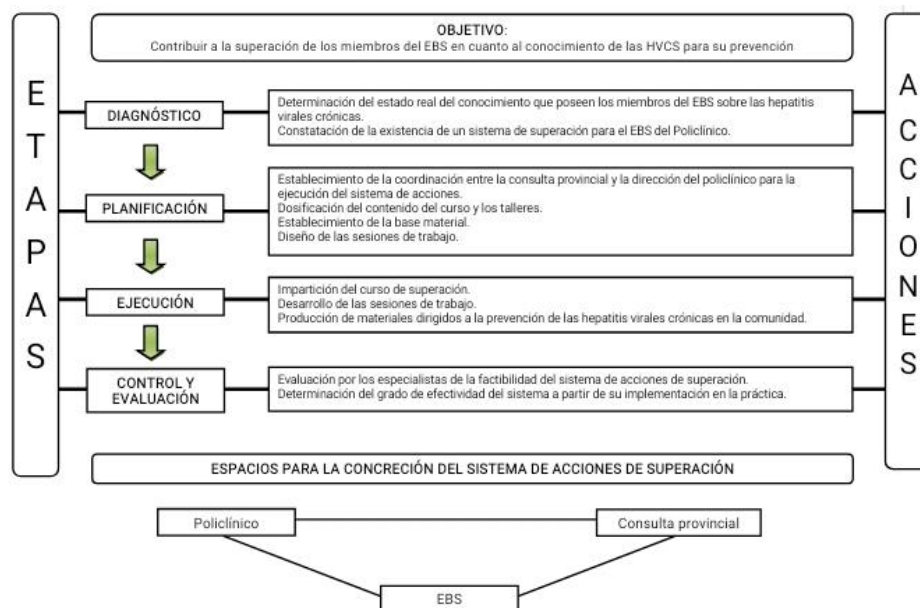 OBJETIVO:
Contribuir a la superación de los miembros del EBS en cuanto al conocimiento de las HVCS para su prevención
ETAPAS
ACCIONES
DIAGNÓSTICO
Determinación del estado real del conocimiento que poseen los miembros del EBS sobre las hepatitis
virales crónicas.
Constatación de la existencia de un sistema de superación para el EBS del Policlínico.
PLANIFICACIÓN
Establecimiento de la coordinación entre la consulta provincial y la dirección del policlínico para la
ejecución del sistema de acciones.
Dosificación del contenido del curso y los talleres.
Establecimiento de la base material.
Diseño de las sesiones de trabajo.
EJECUCIÓN
Impartición del curso de superación.
Desarrollo de las sesiones de trabajo.
Producción de materiales dirigidos a la prevención de las hepatitis virales crónicas en la comunidad.
CONTROL Y
EVALUACIÓN
Evaluación por los especialistas de la factibilidad del sistema de acciones de superación.
Determinación del grado de efectividad del sistema a partir de su implementación en la práctica.
ESPACIOS PARA LA CONCRECIÓN DEL SISTEMA DE ACCIONES DE SUPERACIÓN
Policlínico
Consulta provincial
EBS